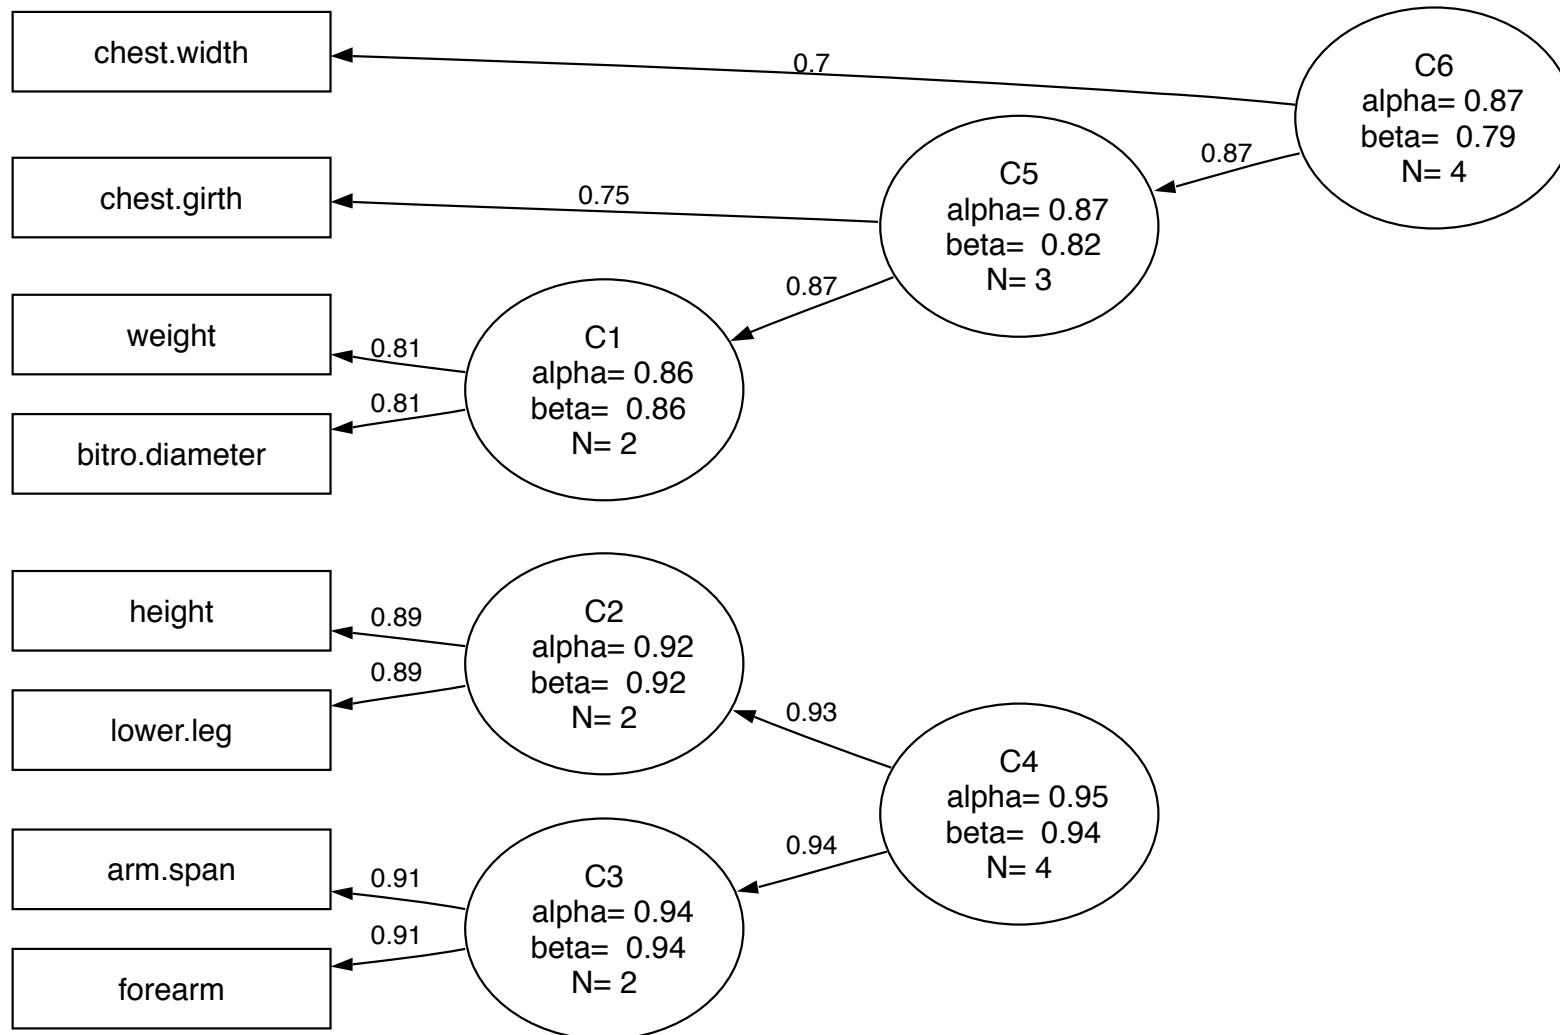 chest.width
0.7
C6
alpha= 0.87
beta= 0.79
N= 4
0.87
chest.girth
0.75
C5
alpha= 0.87
beta= 0.82
N= 3
0.87
weight
0.81
C1
alpha= 0.86
beta= 0.86
N= 2
0.81
bitro.diameter
height
0.89
C2
alpha= 0.92
beta= 0.92
N= 2
0.89
lower.leg
0.93
C4
alpha= 0.95
beta= 0.94
N= 4
0.94
arm.span
0.91
C3
alpha= 0.94
beta= 0.94
N= 2
0.91
forearm